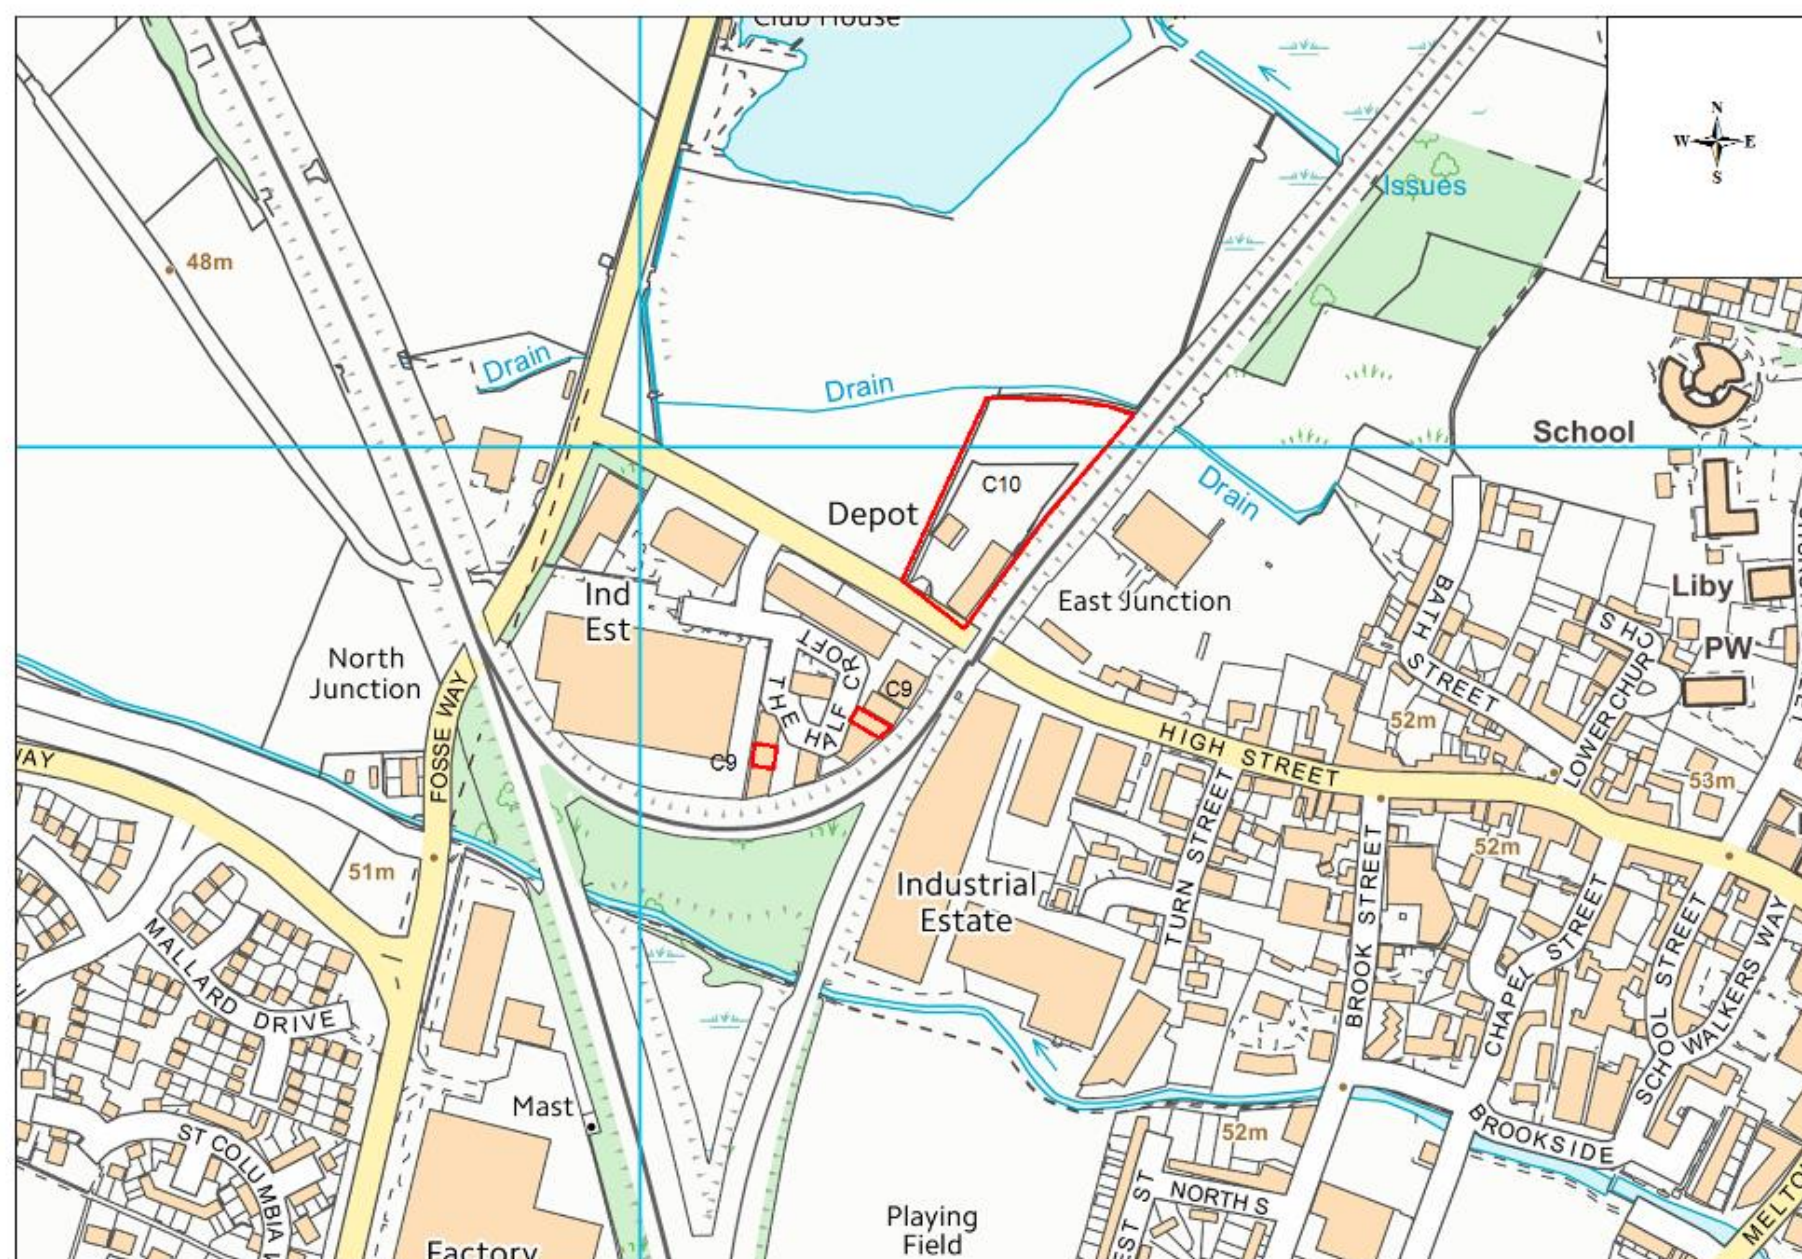 Club House
N
W E
S
Issues
48m
Drain
Drain
School
C10
Drain
Depot
Liby
Ind
Est
East Junction
BATH
STREET
LOWER CHURCH S
PW
North
Junction
THE
HALF CROFT
C9
C9
52m
HIGH STREET
53m
WAY
FOSSE WAY
51m
52m
Industrial
Estate
TURN STREET
BROOK STREET
CHAPEL STREET
SCHOOL STREET
WALKERS WAY
MALLARD DRIVE
Mast
52m
BROOKSIDE
ST COLUMBIA
NORTH S
EST ST
MELTO
Playing
Field
Factory